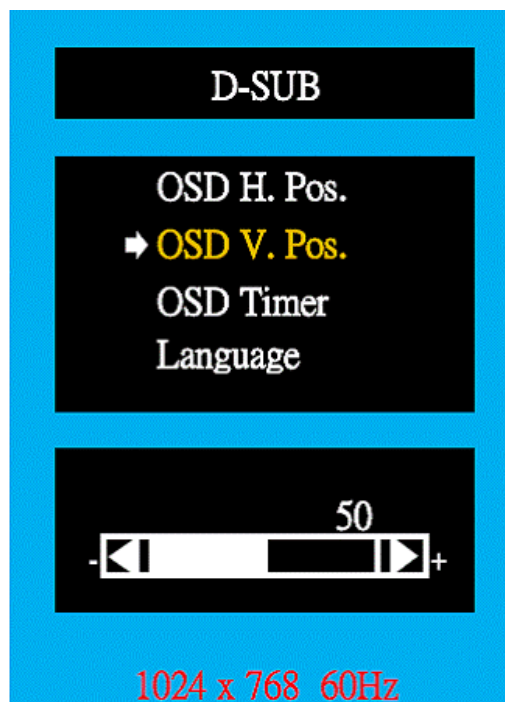 D-SUB
OSD H. Pos.
OSD V. Pos.
OSD Timer
Language
50
- +
1024 x 768 60Hz